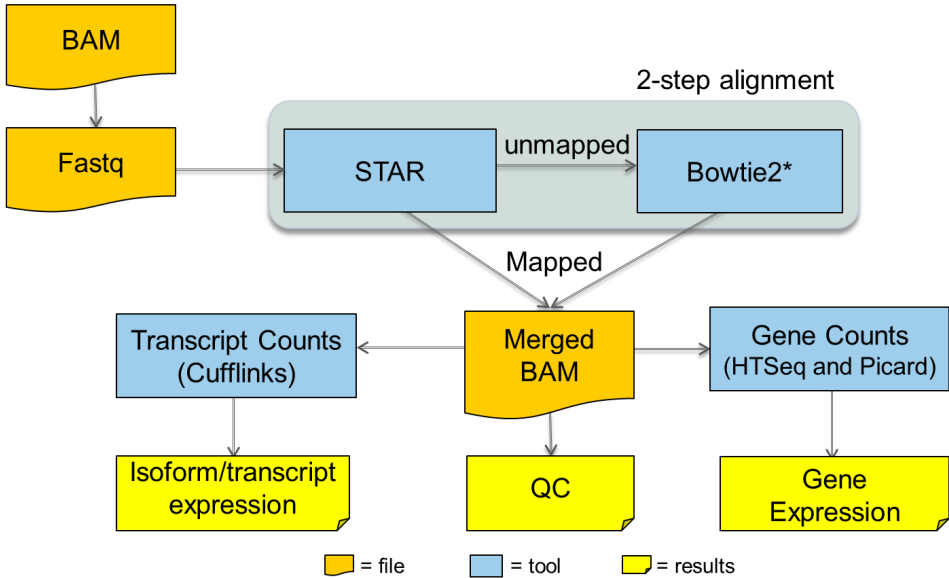 BAM
2-step alignment
Fastq
STAR
unmapped
Bowtie2*
Mapped
Transcript Counts
(Cufflinks)
Merged
BAM
Gene Counts
(HTSeq and Picard)
Isoform/transcript
expression
QC
Gene
Expression
= file
= tool
= results